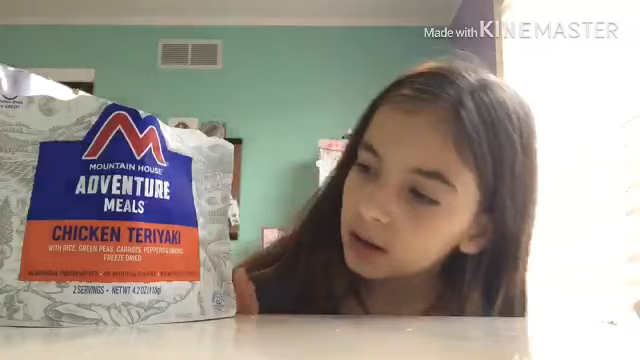 Made with KINEMASTER
MOUNTAIN HOUSE
ADVENTURE
MEALS
CHICKEN TERIYAKI
WITH RICE, GREEN PEAS, CARROTS, PEPPERS & ONIONS
FREEZE DRIED
2 SERVINGS • NET WT 4.2 OZ (118g)